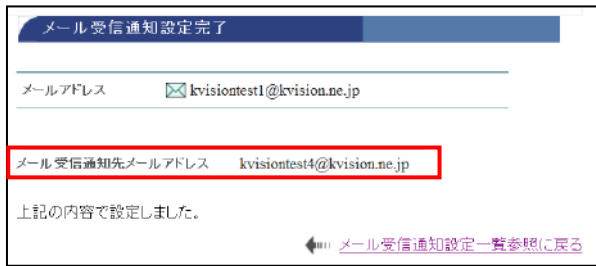 メール受信通知設定完了
メールアドレス kvisiontest1@kvision.ne.jp
メール受信通知先メールアドレス kvisiontest4@kvision.ne.jp
上記の内容で設定しました。
メール受信通知設定一覧参照に戻る